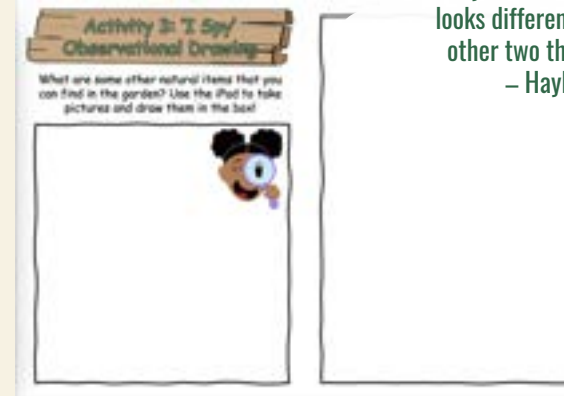 Activity 3: 'I Spy'
Observational Drawing
What are some other natural items that you
can find in the garden? Use the iPad to take
pictures and draw them in the box!
looks differen
other two th
– Hayl